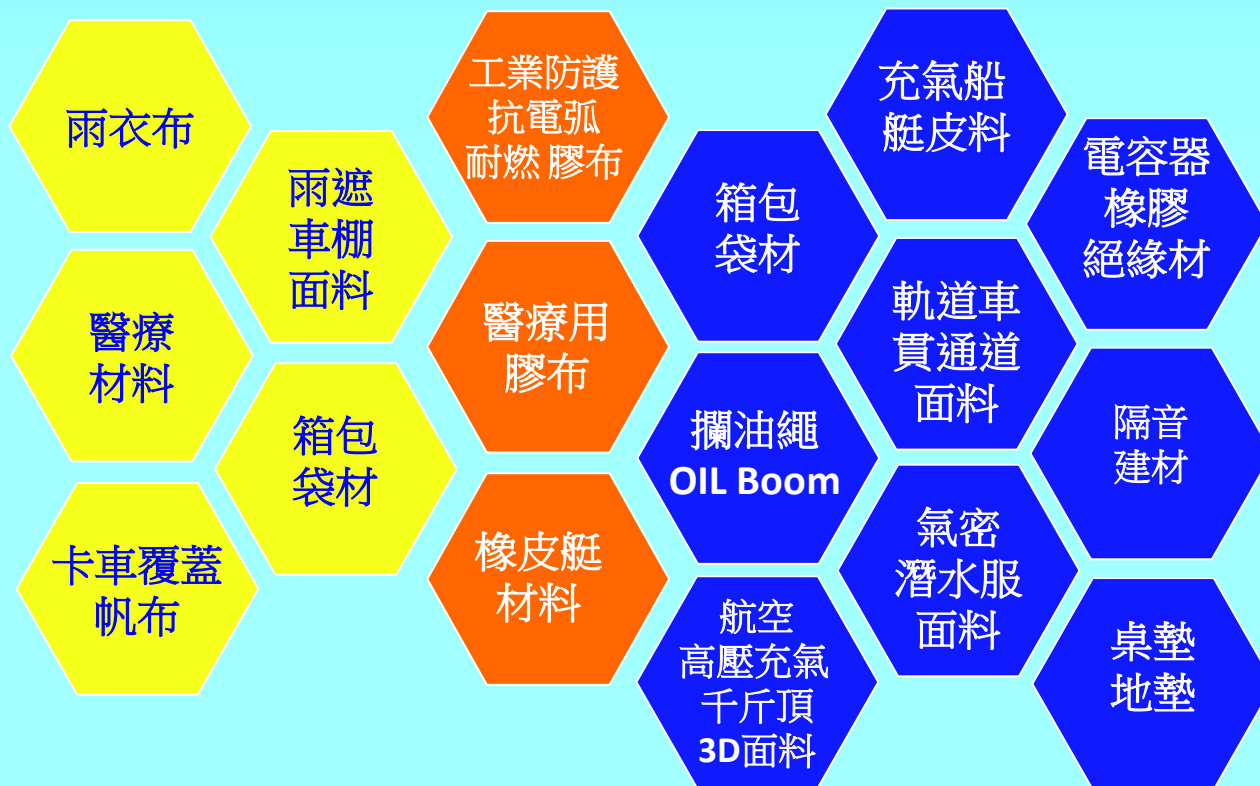 雨衣布
醫療
材料
卡車覆蓋
帆布
雨遮
車棚
面料
箱包
袋材
工業防護
抗電弧
耐燃 膠布
醫療用
膠布
橡皮艇
材料
箱包
袋材
攔油繩
OIL Boom
航空
高壓充氣
千斤頂
3D面料
充氣船
艇皮料
軌道車
貫通道
面料
氣密
潛水服
面料
電容器
橡膠
絕緣材
隔音
建材
桌墊
地墊